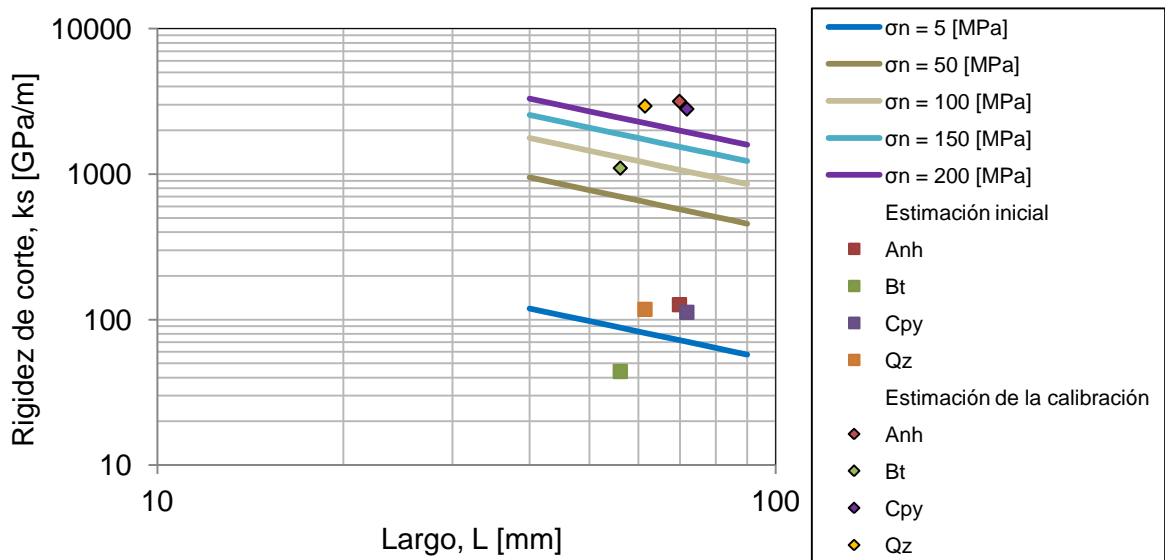 10000
1000
100
10
10
100
Rigidez de corte, ks [GPa/m]
Largo, L [mm]
σn = 5 [MPa]
σn = 50 [MPa]
σn = 100 [MPa]
σn = 150 [MPa]
σn = 200 [MPa]
Estimación inicial
Anh
Bt
Cpy
Qz
Estimación de la calibración
Anh
Bt
Cpy
Qz